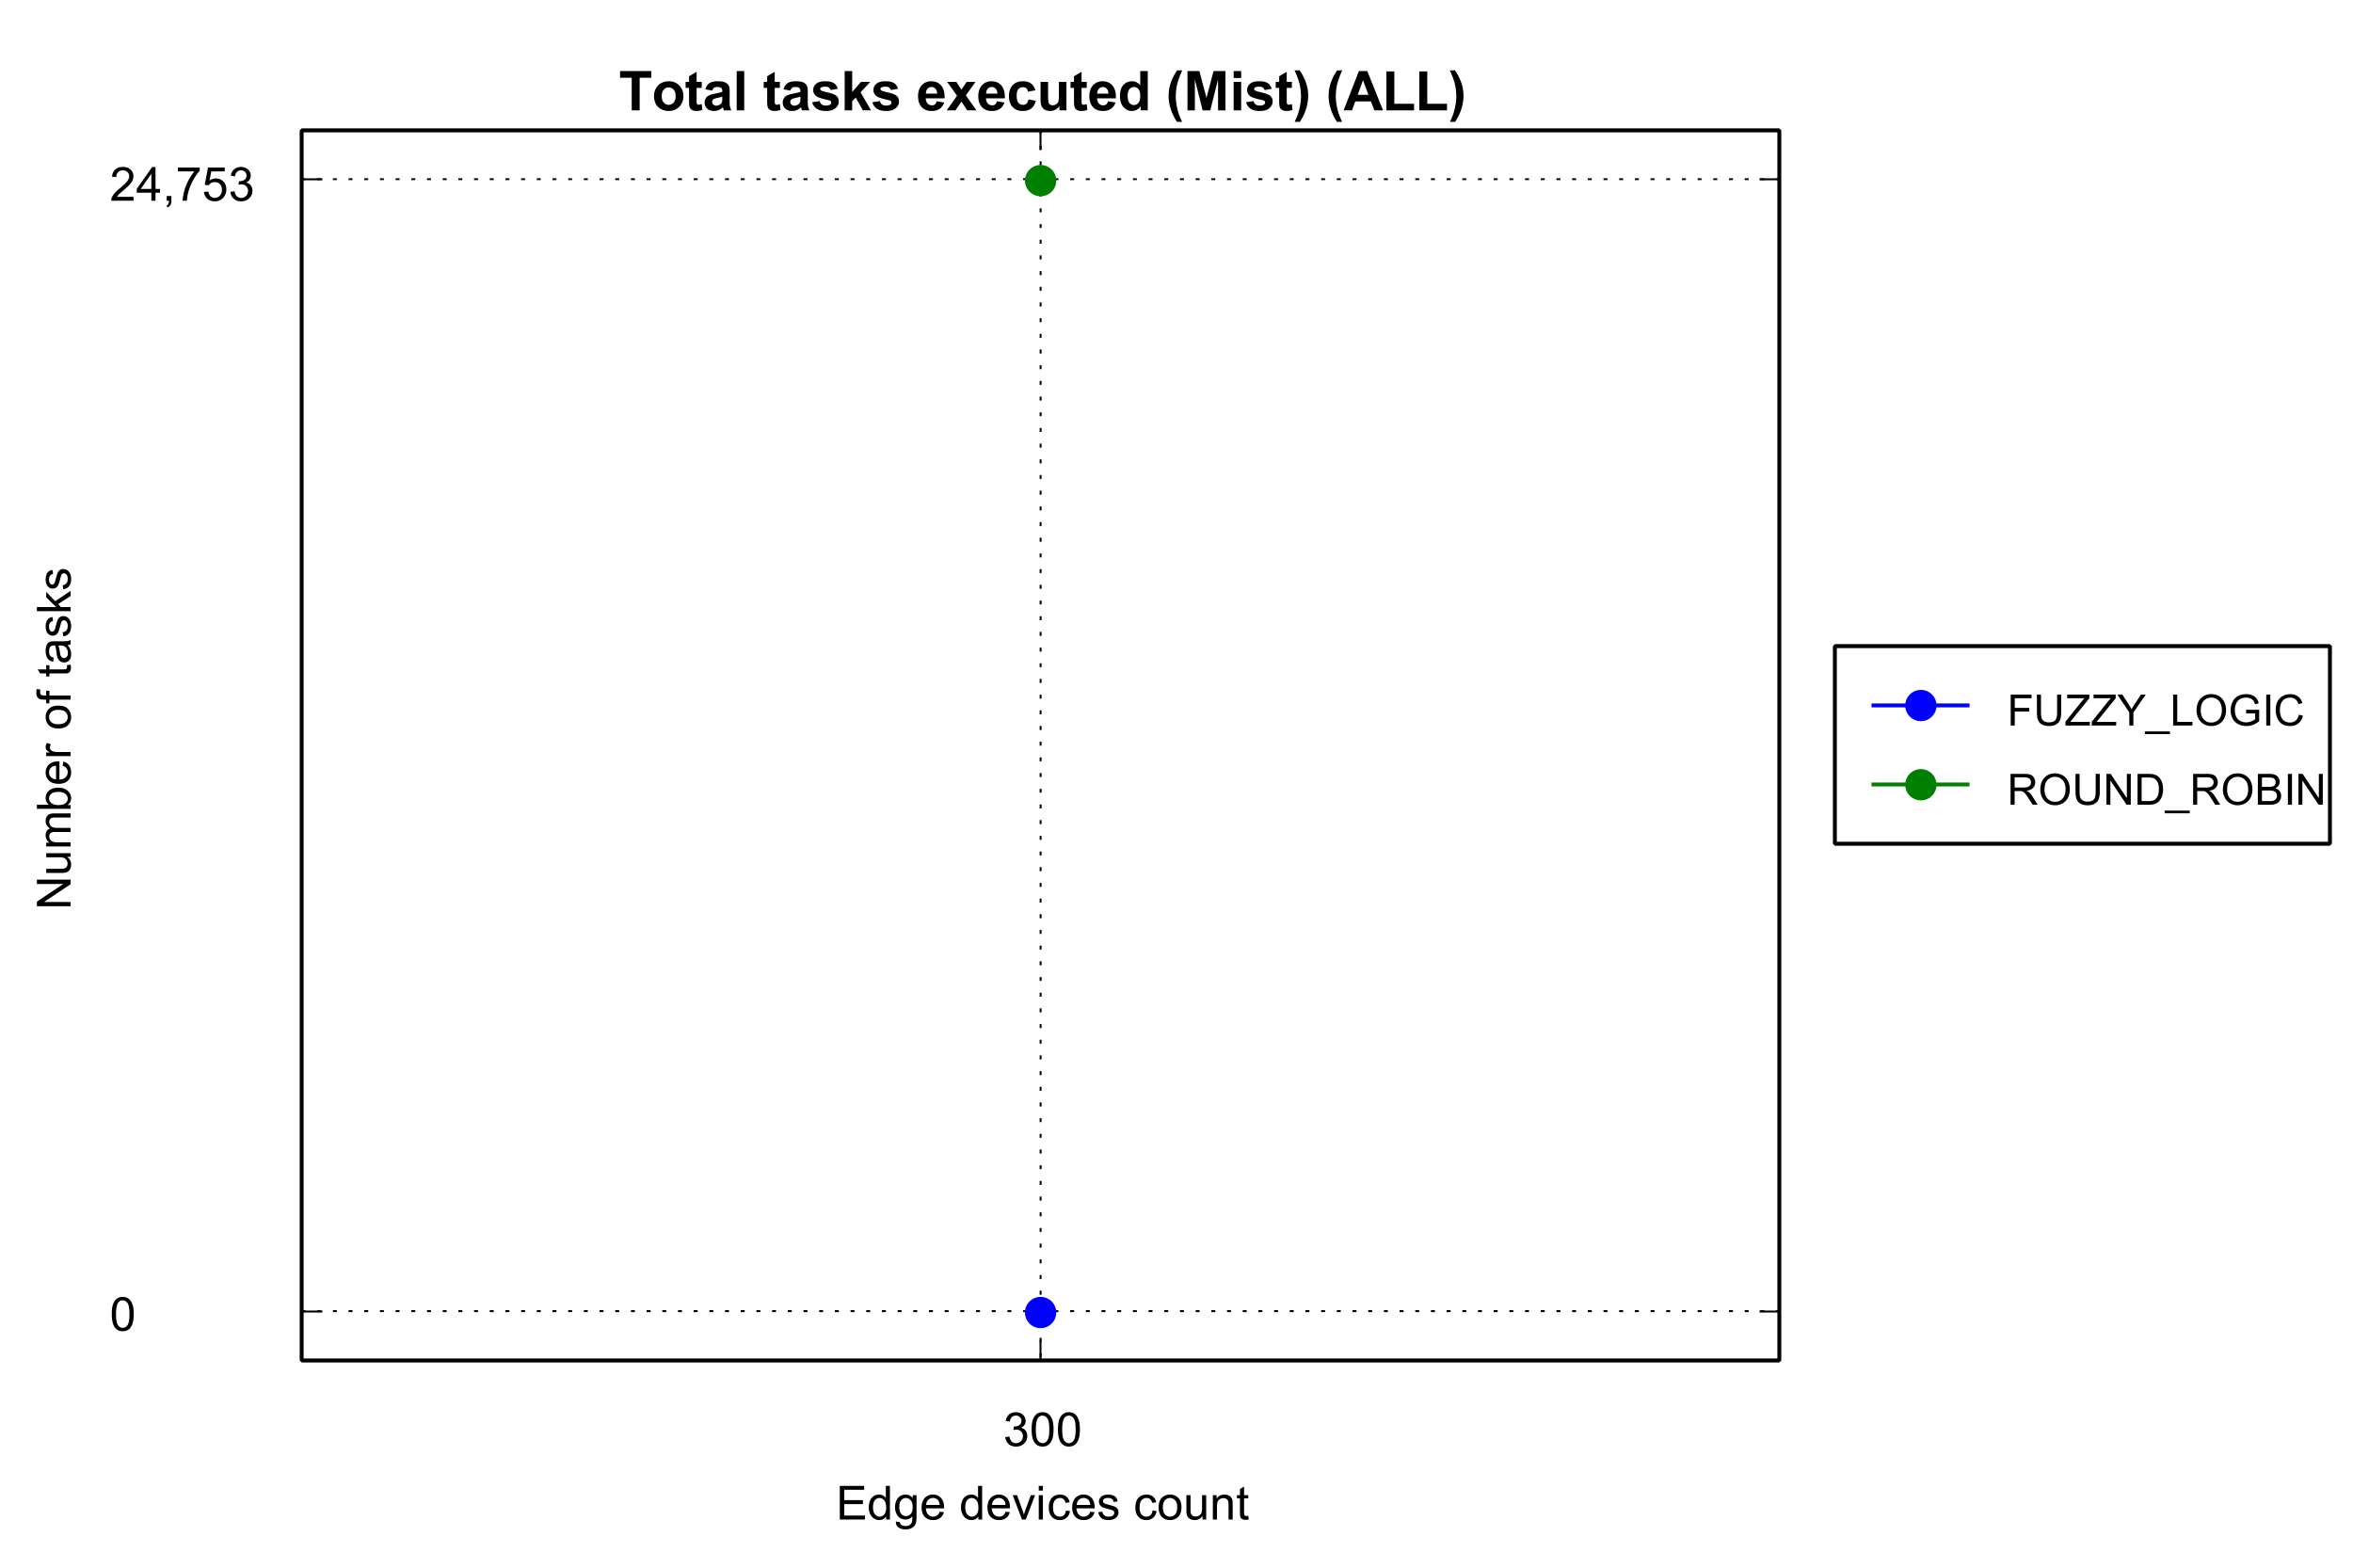 Total tasks executed (Mist) (ALL)
24,753
Number of tasks
FUZZY_LOGIC
ROUND_ROBIN
0
300
Edge devices count